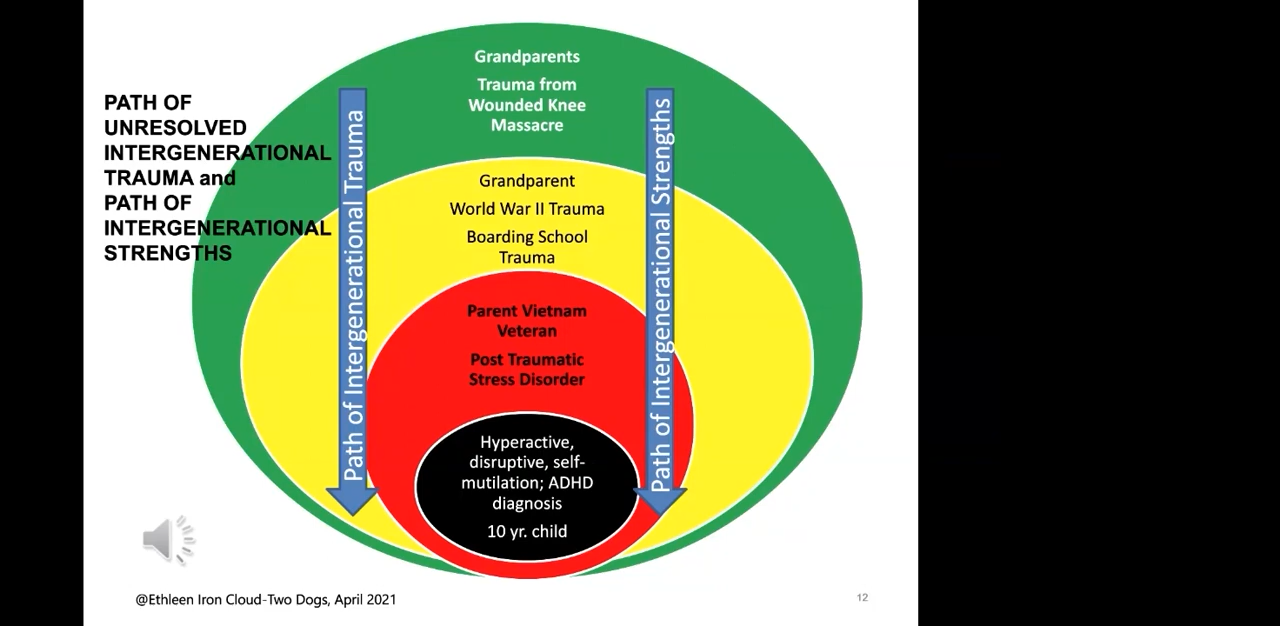 PATH OF
UNRESOLVED
INTERGENERATIONAL
TRAUMA and
PATH OF
INTERGENERATIONAL
STRENGTHS
Path of Intergenerational Trauma
Grandparents
Trauma from
Wounded Knee
Massacre
Grandparent
World War II Trauma
Boarding School
Trauma
Parent Vietnam
Veteran
Post Traumatic
Stress Disorder
Hyperactive,
disruptive, self-
mutilation; ADHD
diagnosis
10 yr. child
Path of Intergenerational Strengths
@Ethleen Iron Cloud-Two Dogs, April 2021
12